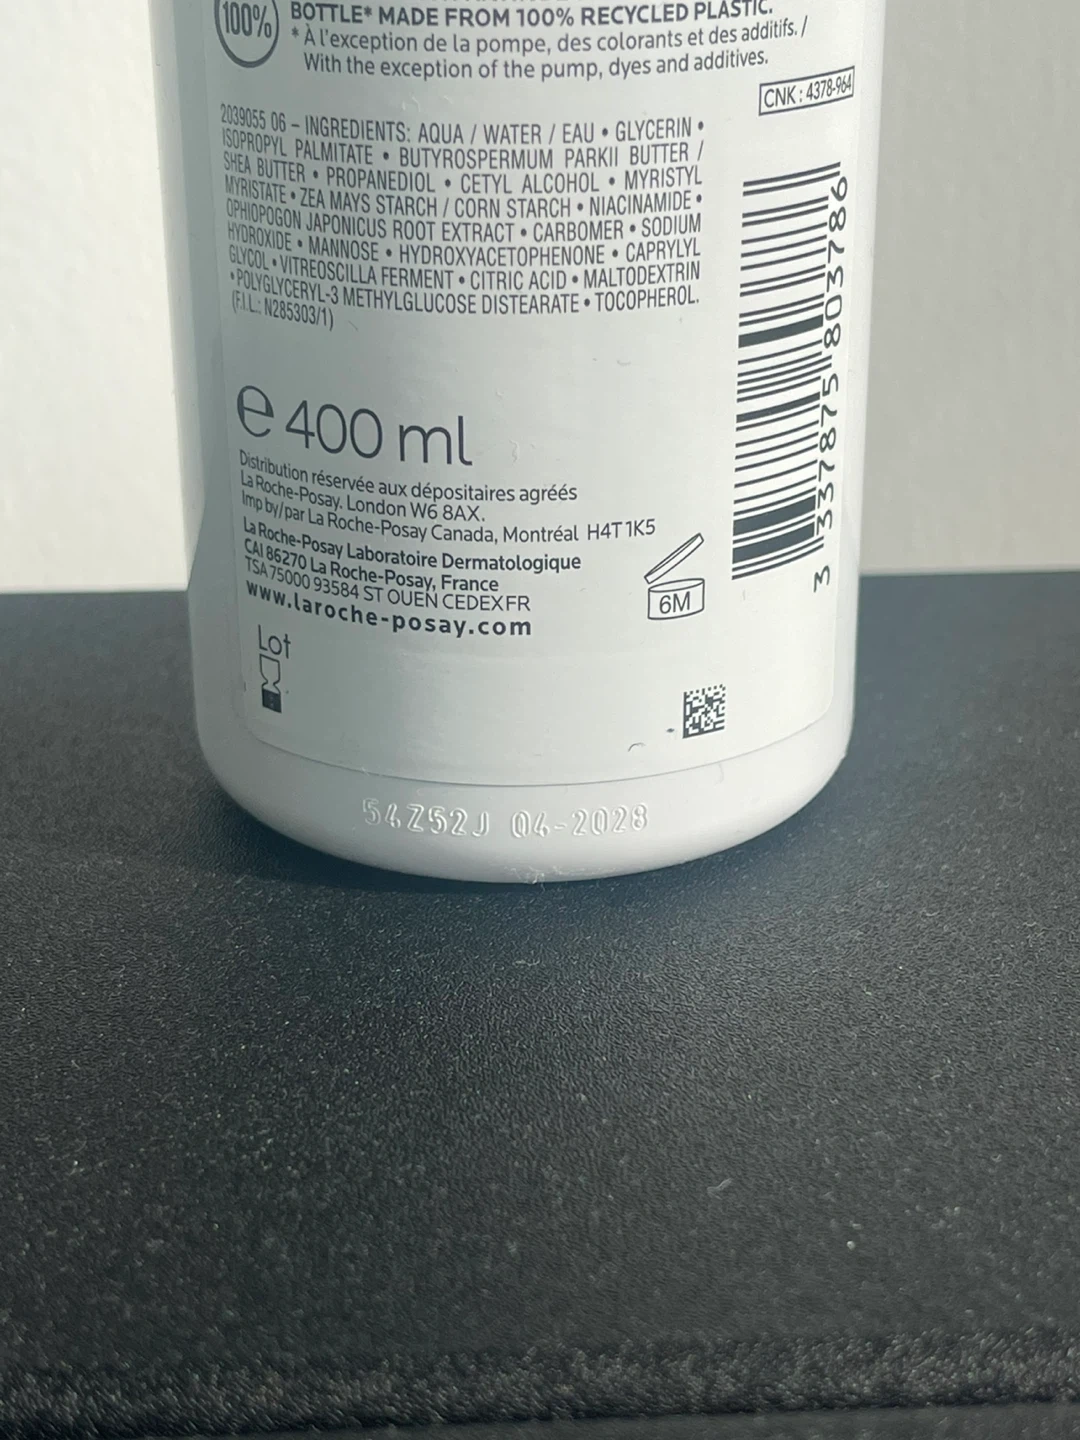 100%
BOTTLE* MADE FROM 100% RECYCLED PLASTIC.
* À l'exception de la pompe, des colorants et des additifs. /
With the exception of the pump, dyes and additives.
CNK : 4378-964
2039055 06 – INGREDIENTS: AQUA / WATER / EAU • GLYCERIN •
ISOPROPYL PALMITATE • BUTYROSPERMUM PARKII BUTTER /
SHEA BUTTER • PROPANEDIOL • CETYL ALCOHOL • MYRISTYL
MYRISTATE • ZEA MAYS STARCH / CORN STARCH • NIACINAMIDE •
OPHIOPOGON JAPONICUS ROOT EXTRACT • CARBOMER • SODIUM
HYDROXIDE • MANNOSE • HYDROXYACETOPHENONE • CAPRYLYL
GLYCOL • VITREOSCILLA FERMENT • CITRIC ACID • MALTODEXTRIN
• POLYGLYCERYL-3 METHYLGLUCOSE DISTEARATE • TOCOPHEROL.
(F.I.L.: N285303/1)
3 337875 803786
e 400 ml
Distribution réservée aux dépositaires agréés
La Roche-Posay. London W6 8AX.
Imp by/par La Roche-Posay Canada, Montréal H4T 1K5
La Roche-Posay Laboratoire Dermatologique
CAI 86270 La Roche-Posay, France
TSA 75000 93584 ST OUEN CEDEX FR
www.laroche-posay.com
6M
Lot
54Z52J 04-2028